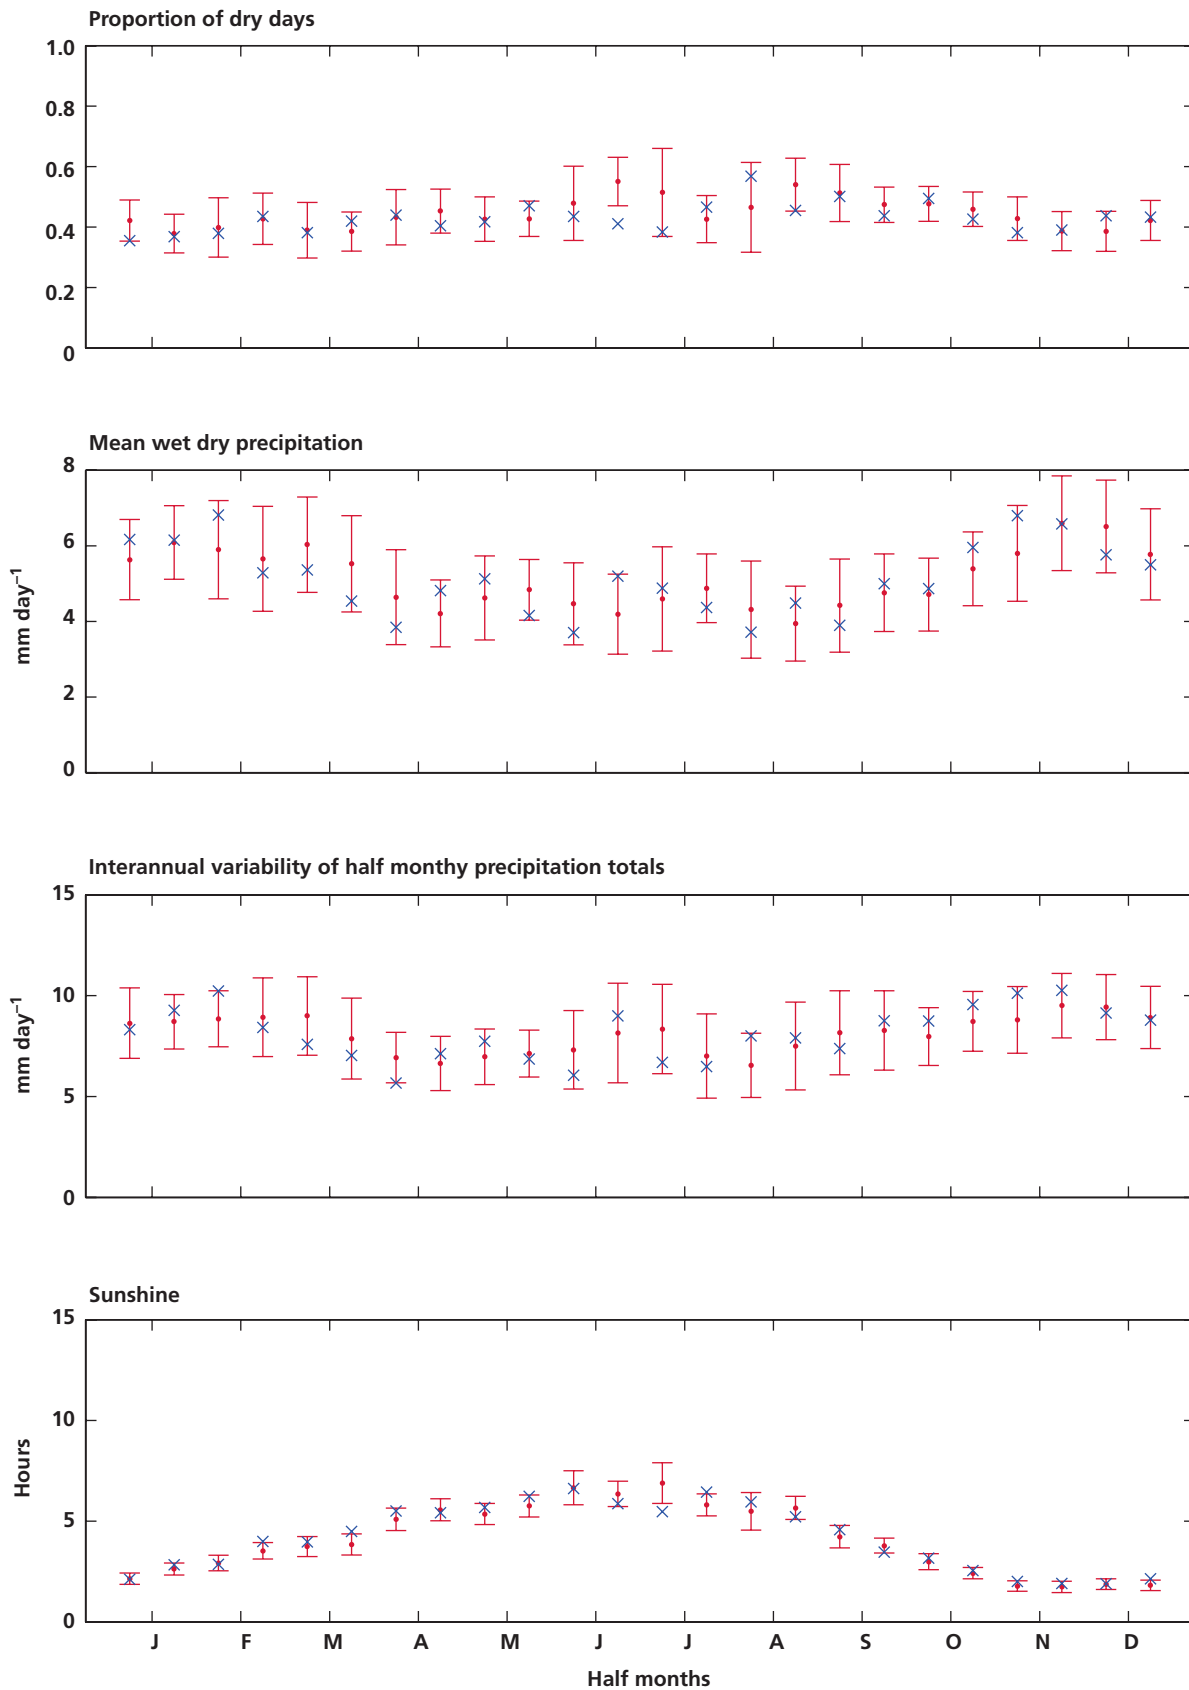 Proportion of dry days
1.0
0.8
0.6
0.4
0.2
0
Mean wet dry precipitation
8
6
4
2
0
mm day⁻¹
Interannual variability of half monthy precipitation totals
15
10
5
0
mm day⁻¹
Sunshine
15
10
5
0
Hours
J F M A M J J A S O N D
Half months